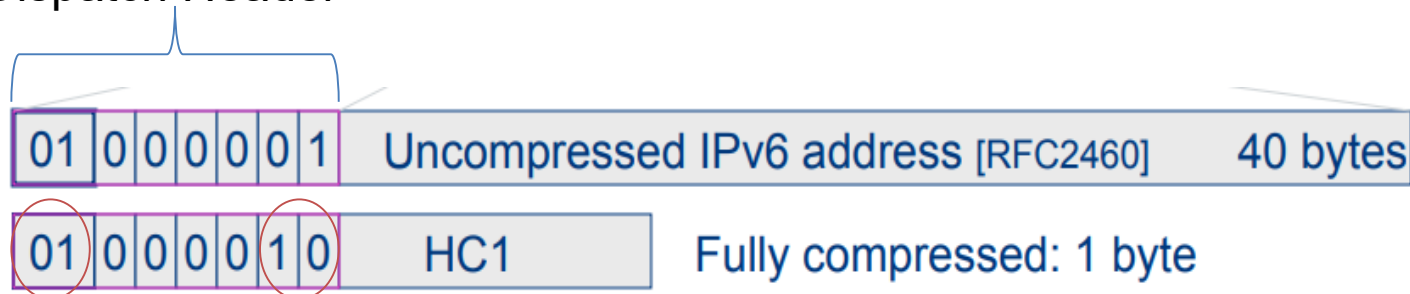 01 0 0 0 0 0 1 Uncompressed IPv6 address [RFC2460] 40 bytes
01 0 0 0 0 1 0 HC1 Fully compressed: 1 byte